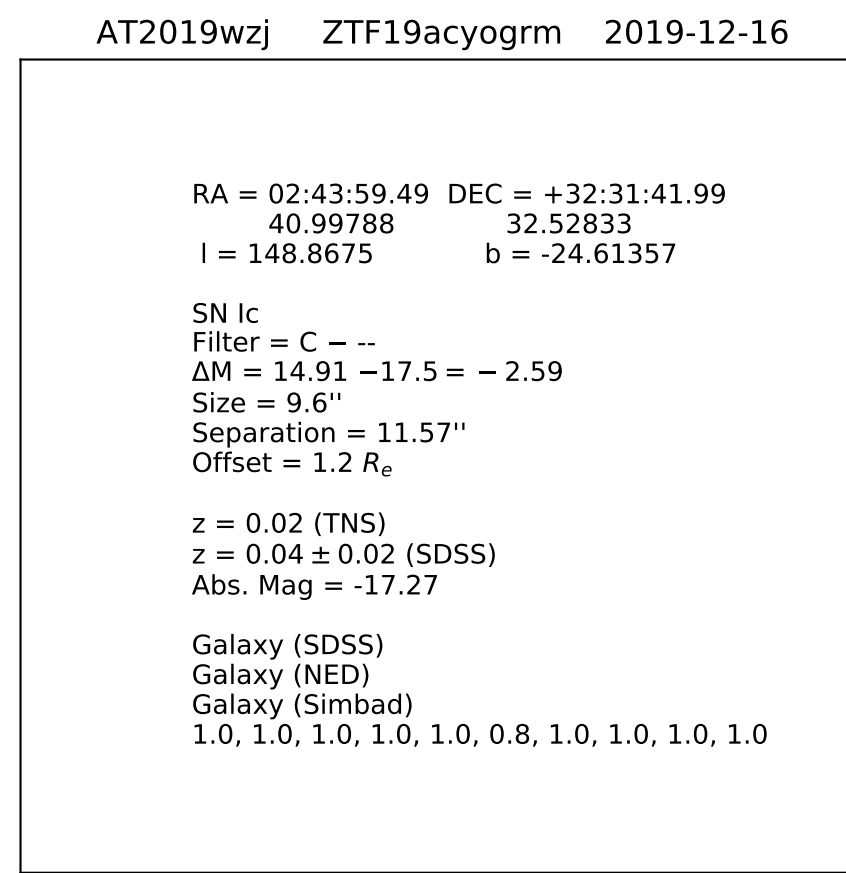 AT2019wzj ZTF19acyogrm 2019-12-16
RA = 02:43:59.49 DEC = +32:31:41.99
40.99788 32.52833
l = 148.8675 b = -24.61357
SN Ic
Filter = C − --
ΔM = 14.91 −17.5 = − 2.59
Size = 9.6''
Separation = 11.57''
Offset = 1.2 Re
z = 0.02 (TNS)
z = 0.04 ± 0.02 (SDSS)
Abs. Mag = -17.27
Galaxy (SDSS)
Galaxy (NED)
Galaxy (Simbad)
1.0, 1.0, 1.0, 1.0, 1.0, 0.8, 1.0, 1.0, 1.0, 1.0